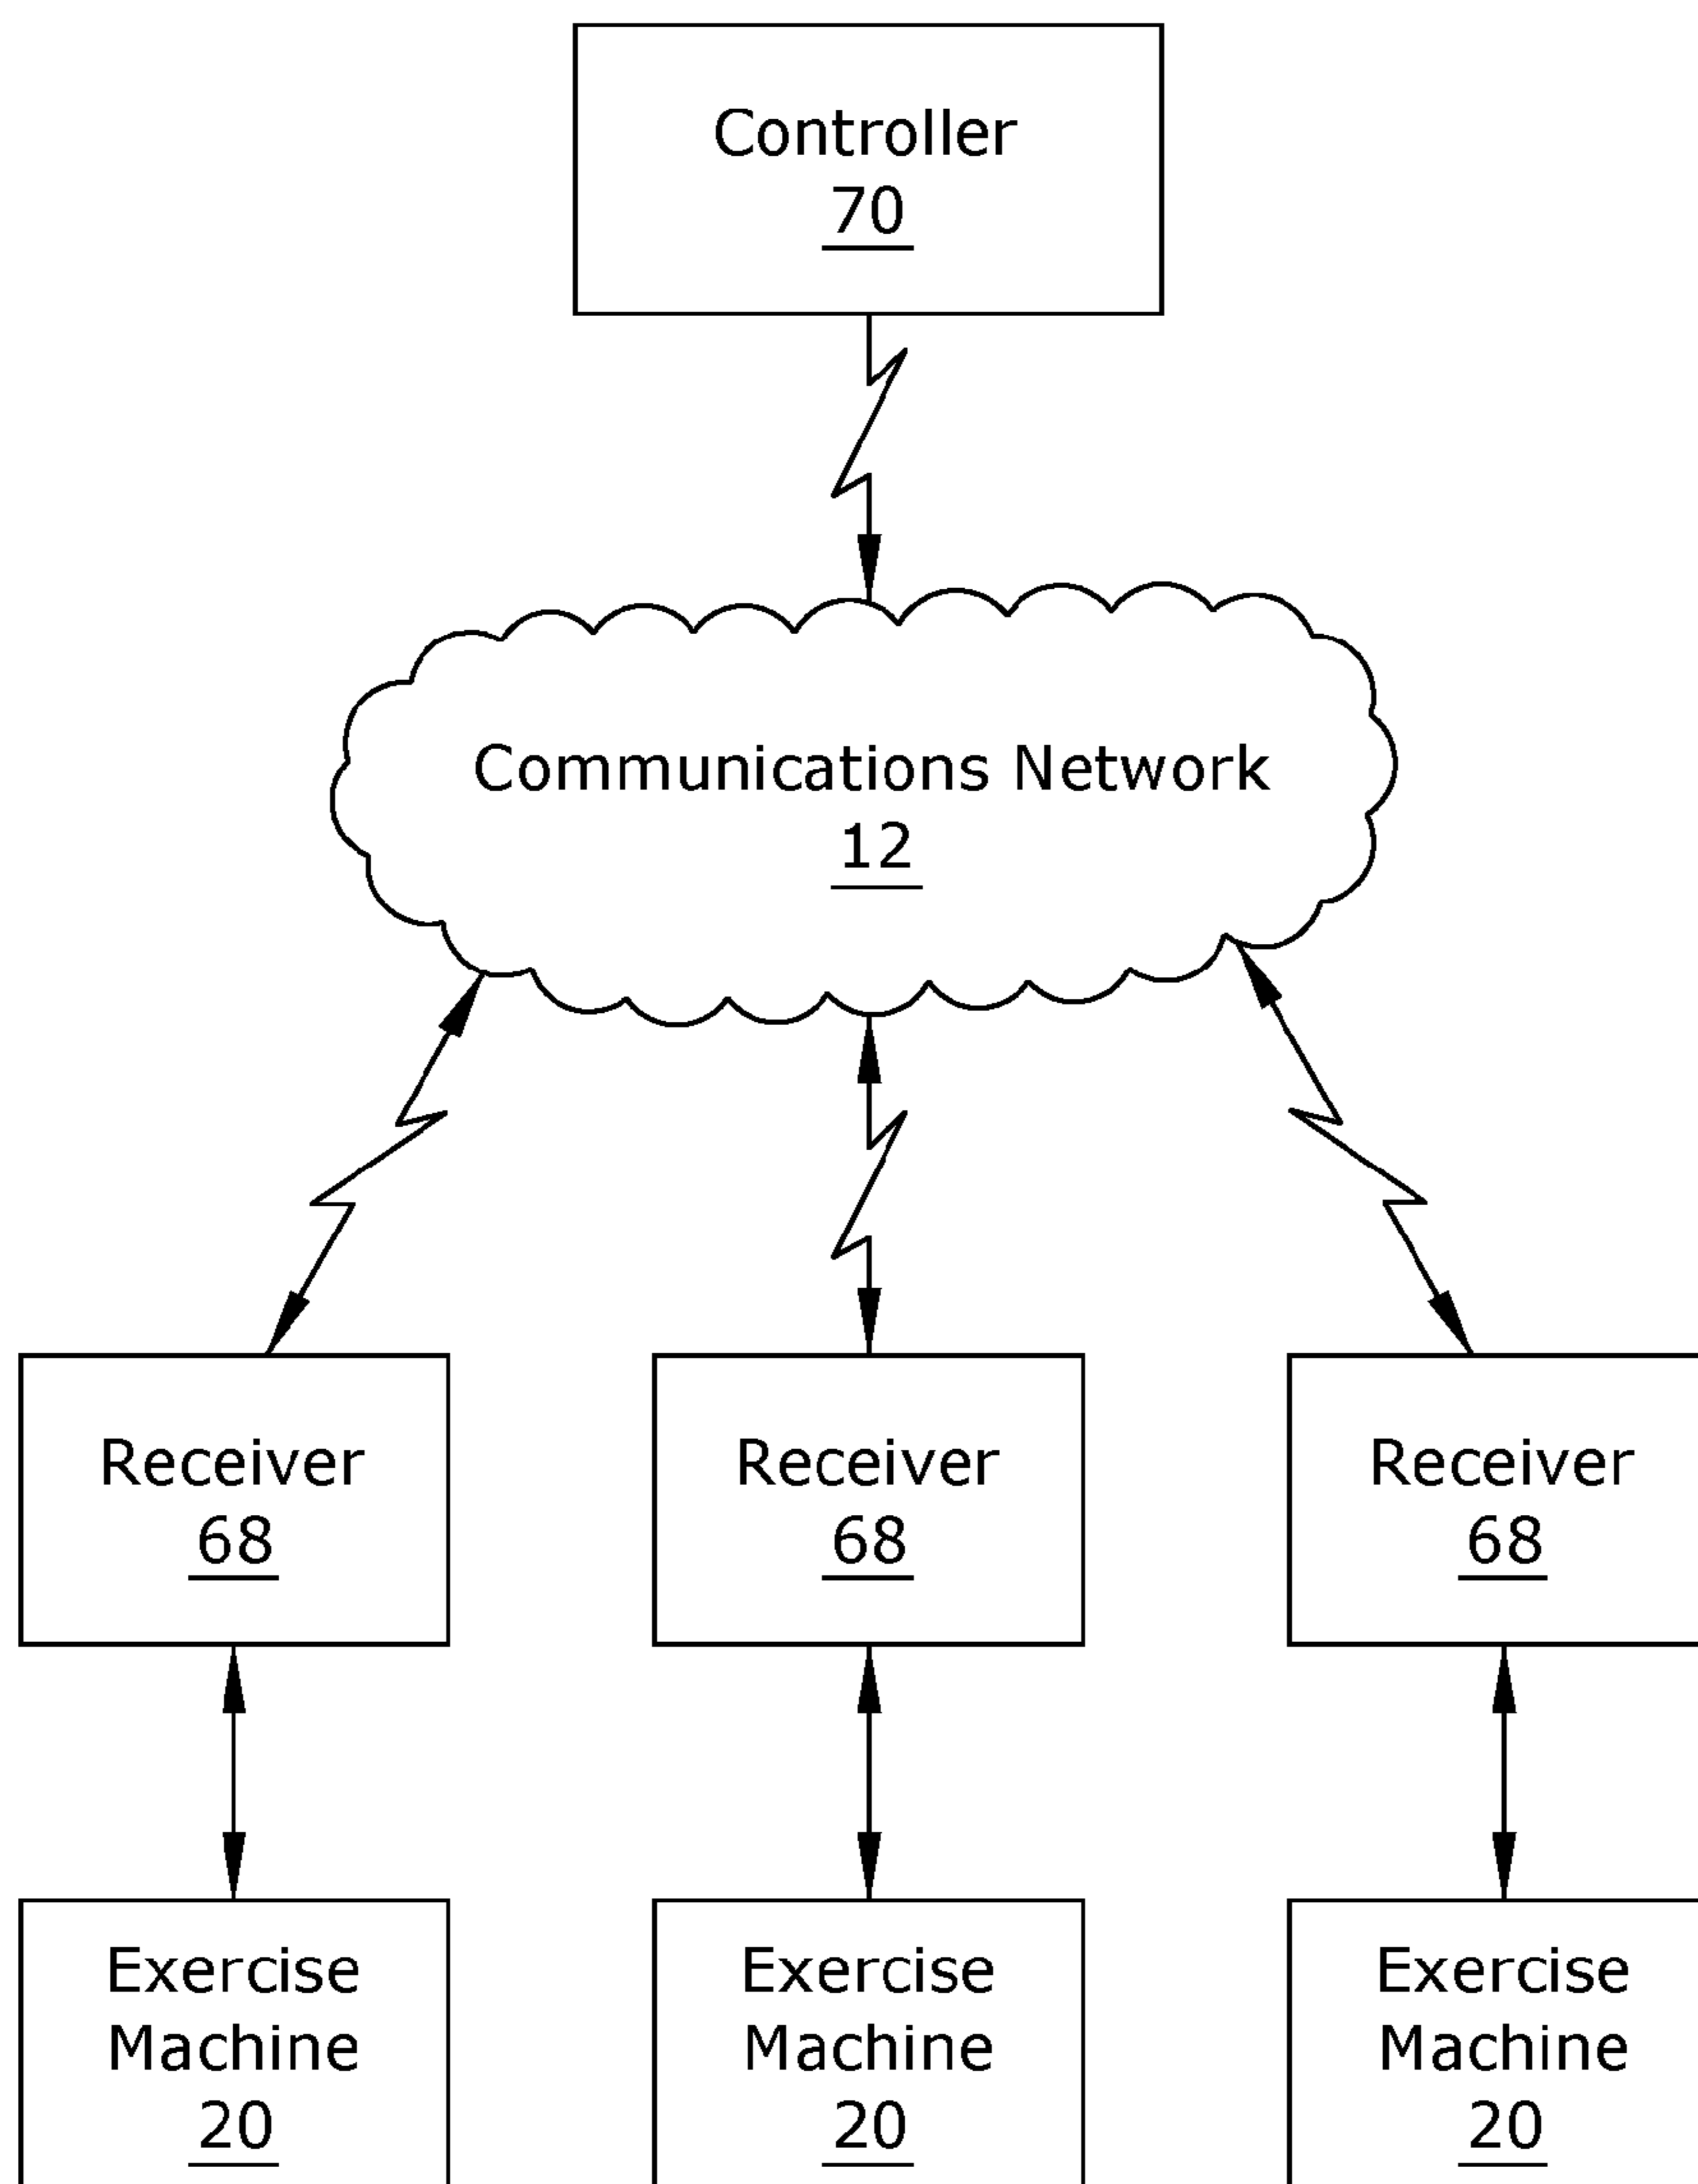 Controller
70
Communications Network
12
Receiver
68
Receiver
68
Receiver
68
Exercise
Machine
20
Exercise
Machine
20
Exercise
Machine
20